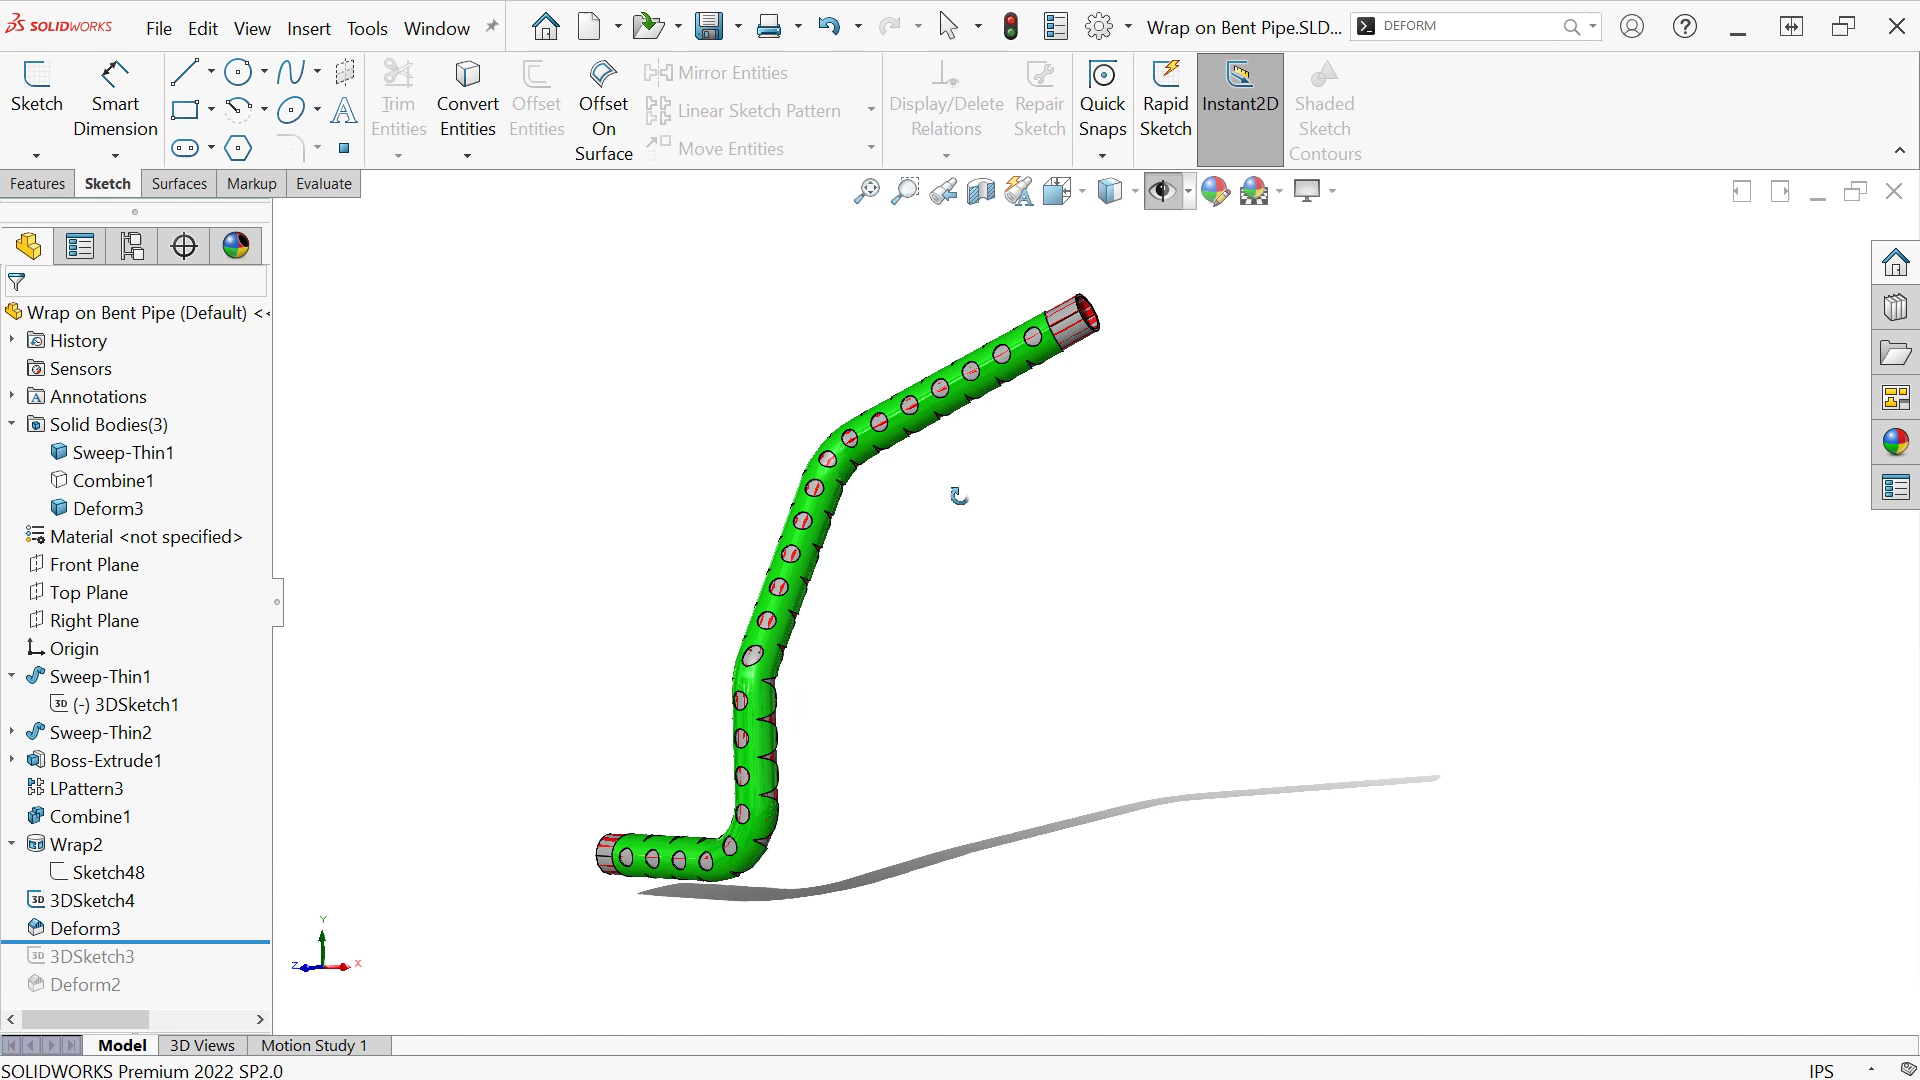 SOLIDWORKS File Edit View Insert Tools Window Wrap on Bent Pipe.SLD... DEFORM
Sketch
Smart
Dimension
Trim
Entities
Convert
Entities
Offset
Entities
Offset
On
Surface
Mirror Entities
Linear Sketch Pattern
Move Entities
Display/Delete
Relations
Repair
Sketch
Quick
Snaps
Rapid
Sketch
Instant2D
Shaded
Sketch
Contours
Features Sketch Surfaces Markup Evaluate
Wrap on Bent Pipe (Default) <<
History
Sensors
Annotations
Solid Bodies(3)
Sweep-Thin1
Combine1
Deform3
Material <not specified>
Front Plane
Top Plane
Right Plane
Origin
Sweep-Thin1
3D (-) 3DSketch1
Sweep-Thin2
Boss-Extrude1
LPattern3
Combine1
Wrap2
Sketch48
3D 3DSketch4
Deform3
3D 3DSketch3
Deform2
Y
Z
X
Model 3D Views Motion Study 1
SOLIDWORKS Premium 2022 SP2.0 IPS